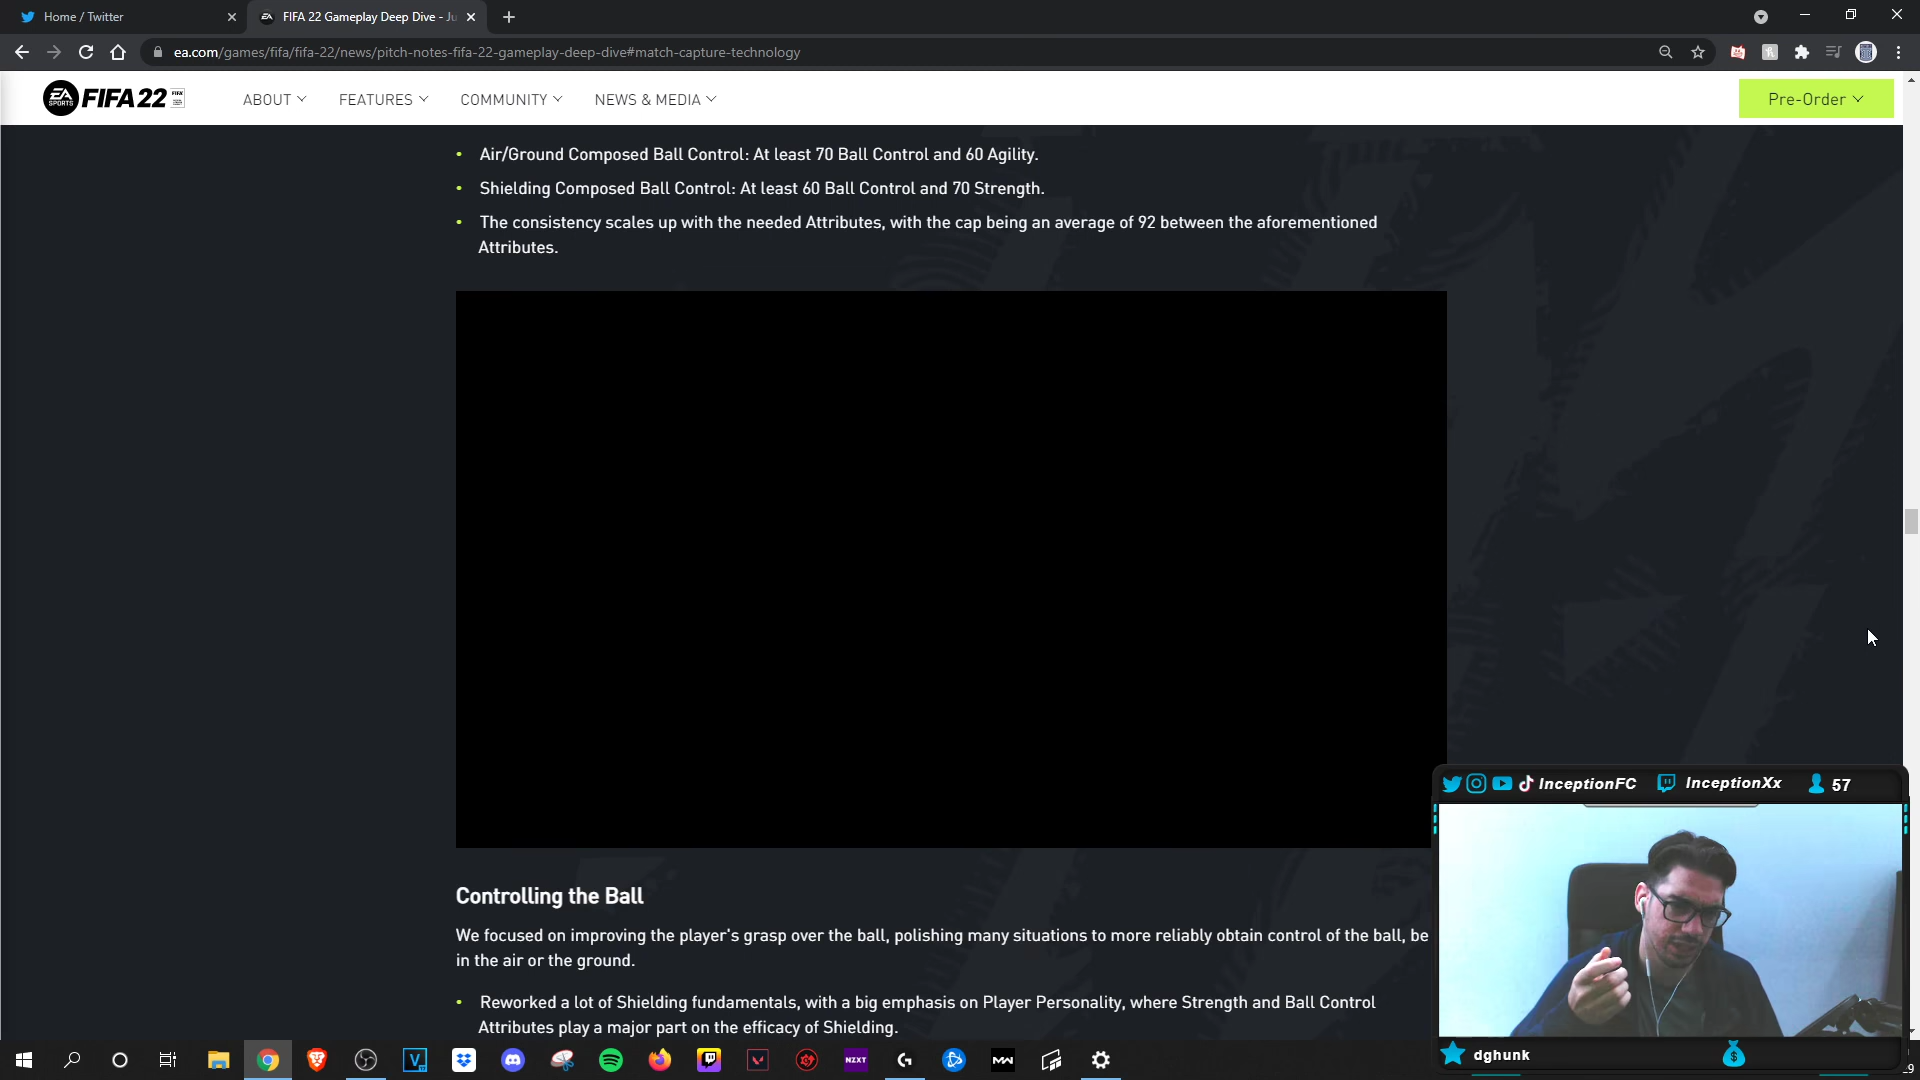 Home / Twitter
FIFA 22 Gameplay Deep Dive - Ju
ea.com/games/fifa/fifa-22/news/pitch-notes-fifa-22-gameplay-deep-dive#match-capture-technology
EA SPORTS FIFA 22
ABOUT
FEATURES
COMMUNITY
NEWS & MEDIA
Pre-Order
• Air/Ground Composed Ball Control: At least 70 Ball Control and 60 Agility.
• Shielding Composed Ball Control: At least 60 Ball Control and 70 Strength.
• The consistency scales up with the needed Attributes, with the cap being an average of 92 between the aforementioned
Attributes.
InceptionFC
InceptionXx
57
Controlling the Ball
We focused on improving the player's grasp over the ball, polishing many situations to more reliably obtain control of the ball, be
in the air or the ground.
• Reworked a lot of Shielding fundamentals, with a big emphasis on Player Personality, where Strength and Ball Control
Attributes play a major part on the efficacy of Shielding.
dghunk
NZXT